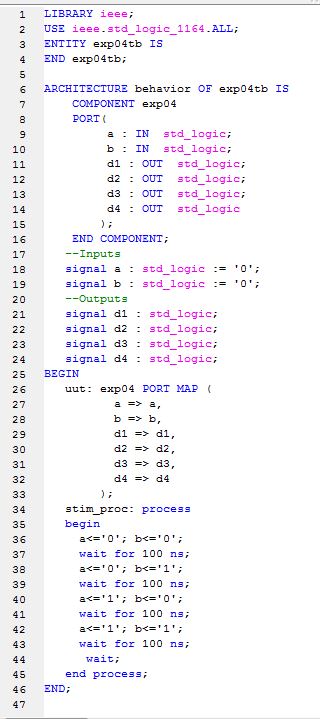 1 LIBRARY ieee;
2 USE ieee.std_logic_1164.ALL;
3 ENTITY exp04tb IS
4 END exp04tb;
5
6 ARCHITECTURE behavior OF exp04tb IS
7 COMPONENT exp04
8 PORT(
9 a : IN std_logic;
10 b : IN std_logic;
11 d1 : OUT std_logic;
12 d2 : OUT std_logic;
13 d3 : OUT std_logic;
14 d4 : OUT std_logic
15 );
16 END COMPONENT;
17 --Inputs
18 signal a : std_logic := '0';
19 signal b : std_logic := '0';
20 --Outputs
21 signal d1 : std_logic;
22 signal d2 : std_logic;
23 signal d3 : std_logic;
24 signal d4 : std_logic;
25 BEGIN
26 uut: exp04 PORT MAP (
27 a => a,
28 b => b,
29 d1 => d1,
30 d2 => d2,
31 d3 => d3,
32 d4 => d4
33 );
34 stim_proc: process
35 begin
36 a<='0'; b<='0';
37 wait for 100 ns;
38 a<='0'; b<='1';
39 wait for 100 ns;
40 a<='1'; b<='0';
41 wait for 100 ns;
42 a<='1'; b<='1';
43 wait for 100 ns;
44 wait;
45 end process;
46 END;
47